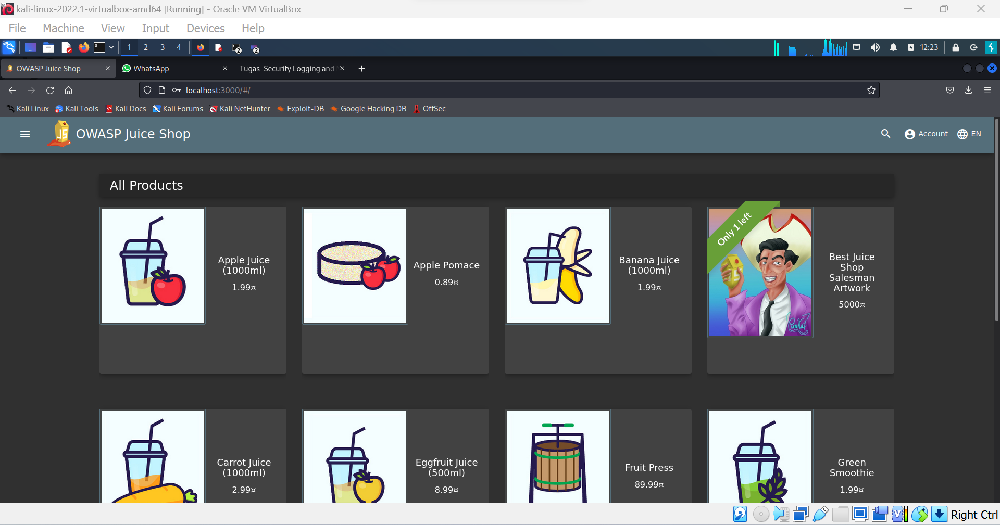 kali-linux-2022.1-virtualbox-amd64 [Running] - Oracle VM VirtualBox
File Machine View Input Devices Help
1 2 3 4 2 2 12:23
OWASP Juice Shop WhatsApp Tugas_Security Logging and
localhost:3000/#/
Kali Linux Kali Tools Kali Docs Kali Forums Kali NetHunter Exploit-DB Google Hacking DB OffSec
JS OWASP Juice Shop Account EN
All Products
Apple Juice
(1000ml)
1.99¤
Apple Pomace
0.89¤
Banana Juice
(1000ml)
1.99¤
Only 1 left
Best Juice
Shop
Salesman
Artwork
5000¤
Carrot Juice
(1000ml)
2.99¤
Eggfruit Juice
(500ml)
8.99¤
Fruit Press
89.99¤
Green
Smoothie
1.99¤
Right Ctrl